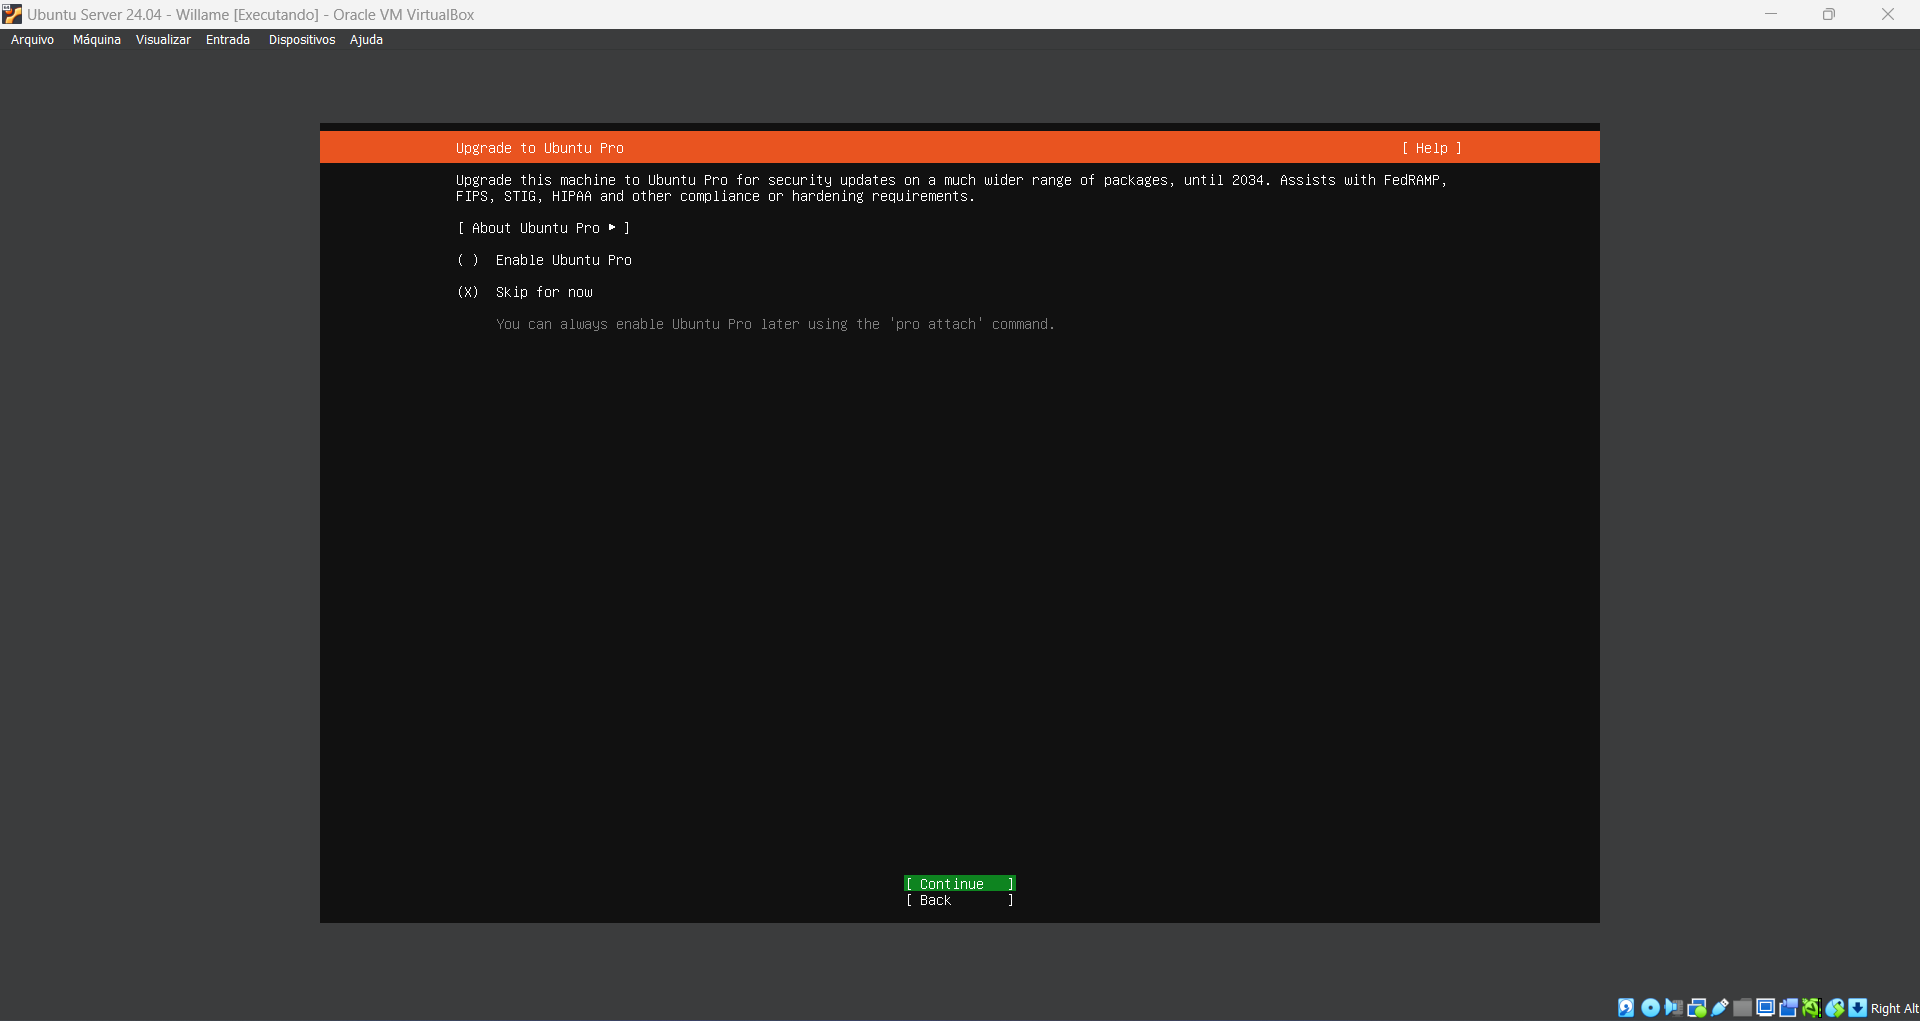 Ubuntu Server 24.04 - Willame [Executando] - Oracle VM VirtualBox
Arquivo Máquina Visualizar Entrada Dispositivos Ajuda
Upgrade to Ubuntu Pro [ Help ]
Upgrade this machine to Ubuntu Pro for security updates on a much wider range of packages, until 2034. Assists with FedRAMP,
FIPS, STIG, HIPAA and other compliance or hardening requirements.
[ About Ubuntu Pro ► ]
( ) Enable Ubuntu Pro
(X) Skip for now
You can always enable Ubuntu Pro later using the 'pro attach' command.
[ Continue ]
[ Back ]
Right Alt